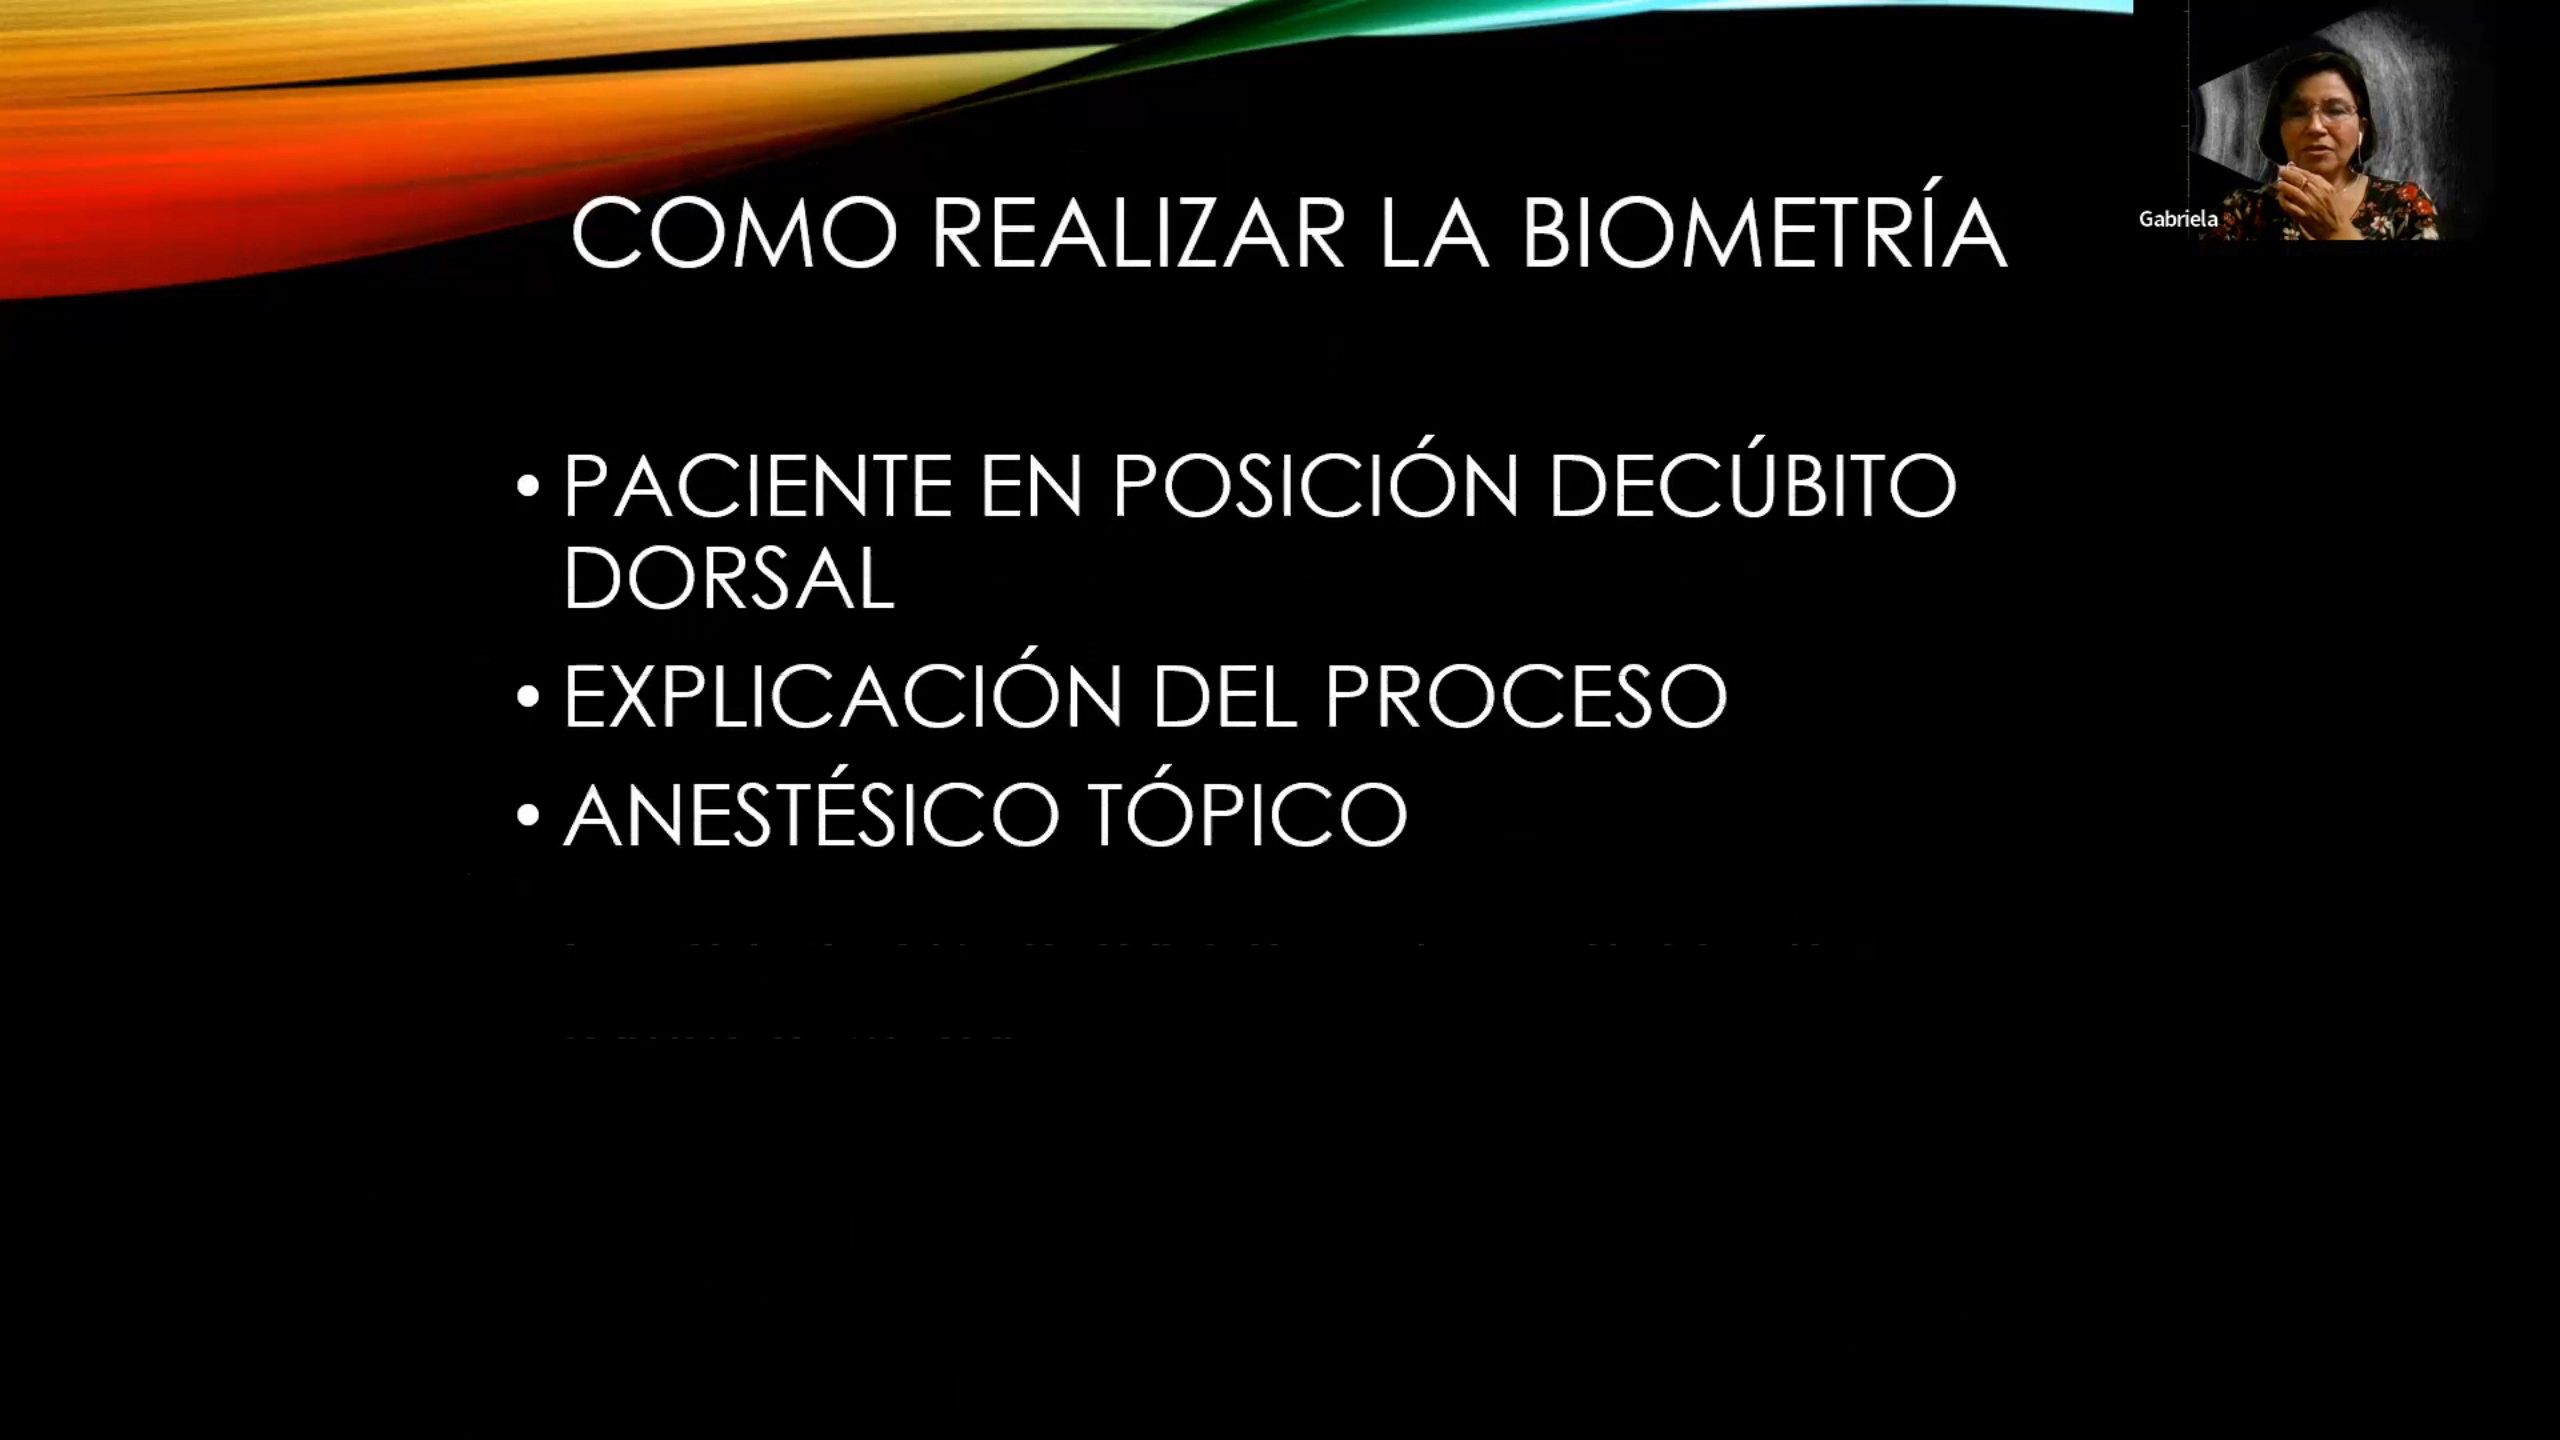 COMO REALIZAR LA BIOMETRÍA
Gabriela
• PACIENTE EN POSICIÓN DECÚBITO
DORSAL
• EXPLICACIÓN DEL PROCESO
• ANESTÉSICO TÓPICO